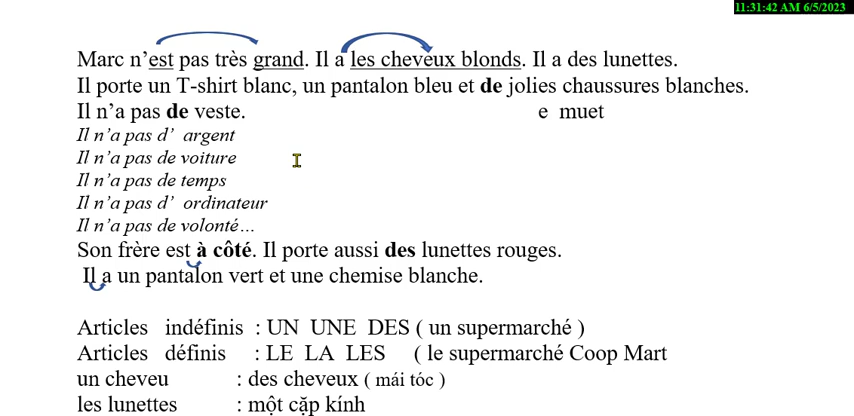 11:31:42 AM 6/5/2023
Marc n’est pas très grand. Il a les cheveux blonds. Il a des lunettes.
Il porte un T-shirt blanc, un pantalon bleu et de jolies chaussures blanches.
Il n’a pas de veste. e muet
Il n’a pas d’ argent
Il n’a pas de voiture
Il n’a pas de temps
Il n’a pas d’ ordinateur
Il n’a pas de volonté…
Son frère est à côté. Il porte aussi des lunettes rouges.
Il a un pantalon vert et une chemise blanche.
Articles indéfinis : UN UNE DES ( un supermarché )
Articles définis : LE LA LES ( le supermarché Coop Mart
un cheveu : des cheveux ( mái tóc )
les lunettes : một cặp kính